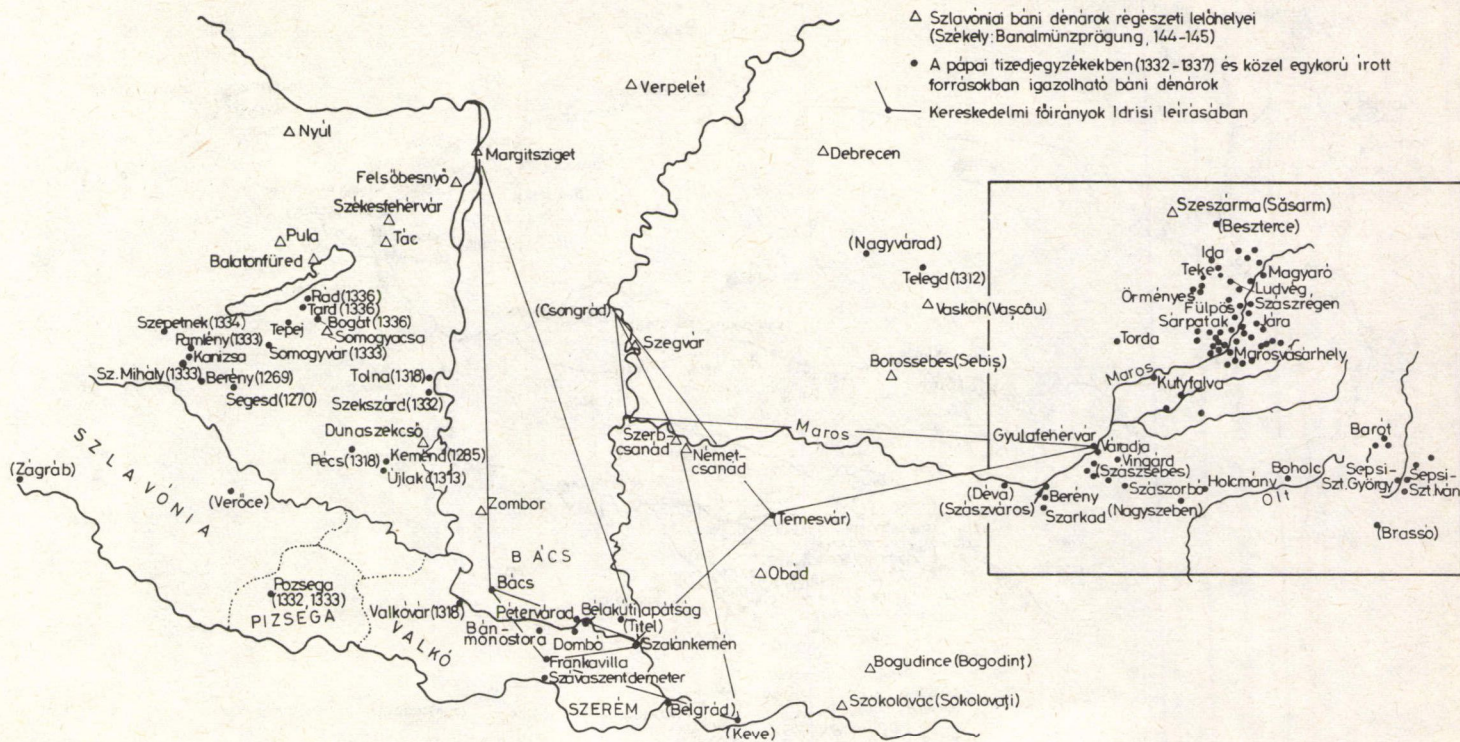 △ Szlavóniai báni dénárok régészeti lelőhelyei
(Székely: Banalmünzprägung, 144-145)
• A pápai tizedjegyzékekben (1332-1337) és közel egykorú írott
forrásokban igazolható báni dénárok
Kereskedelmi főirányok Idrisi leírásában
Verpelét
Nyúl
Margitsziget
Debrecen
Felsőbesnyő
Székesfehérvár
Pula
Tác
Balatonfüred
Rád (1336)
Tard (1336)
Szepetnek (1334)
Tepej
Bogát (1336)
Somogyacsa
Pamlény (1333)
Somogyvár (1333)
Kanizsa
Sz. Mihály (1333)
Berény (1269)
Segesd (1270)
Tolna (1318)
Szekszárd (1332)
Dunaszekcső
Pécs (1318)
Kemend (1285)
Újlak (1313)
SZLAVÓNIA
(Zágráb)
(Verőce)
Pozsega
(1332, 1333)
PIZSEGA
VALKÓ
Valkóvár (1318)
Zombor
BÁCS
Bács
Pétervárad
Bélakúti apátság
(Titel)
Bán-
monostora
Dombó
Szalánkemén
Frankavilla
Szávaszentdemeter
SZERÉM
(Belgrád)
(Keve)
(Csongrád)
Szegvár
Szerb-
csanád
Német-
csanád
Maros
(Temesvár)
Obád
Bogudince (Bogodinţ)
Szokolovác (Sokolovaţi)
(Nagyvárad)
Telegd (1312)
Vaskoh (Vaşcău)
Borossebes (Sebiş)
Szeszárma (Săsarm)
(Beszterce)
Ida
Teke
Magyaró
Ludvég
Örményes
Fülpös
Szászrégen
Sárpatak
Jára
Torda
Marosvásárhely
Maros
Kutyfalva
Gyulafehérvár
Váradja
Vingárd
(Szászsebes)
(Déva)
(Szászváros)
Berény
Szászorbó
Szarkad
(Nagyszeben)
Holcmány
Boholc
Olt
Barót
Sepsi-
Szt. György
Sepsi-
Szt. Iván
(Brassó)